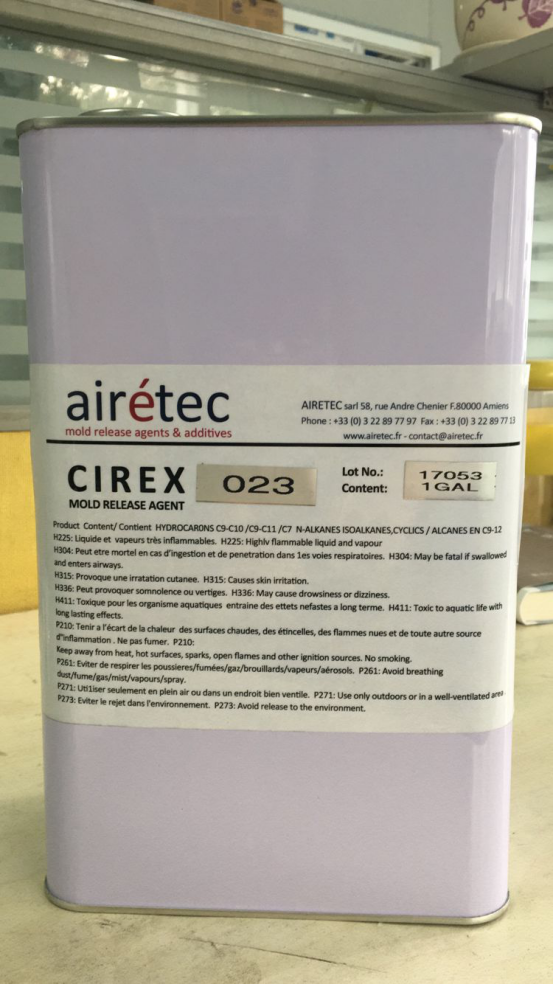 airétec
mold release agents & additives
AIRETEC sarl 58, rue Andre Chenier F.80000 Amiens
Phone : +33 (0) 3 22 89 77 97 Fax : +33 (0) 3 22 89 77 13
www.airetec.fr - contact@airetec.fr
CIREX 023
MOLD RELEASE AGENT
Lot No.: 17053
Content: 1GAL
Product Content/ Contient HYDROCAR0NS C9-C10 /C9-C11 /C7 N-ALKANES ISOALKANES,CYCLICS / ALCANES EN C9-12
H225: Liquide et vapeurs très inflammables. H225: Highlv flammable liquid and vapour
H304: Peut etre mortel en cas d'ingestion et de penetration dans 1es voies respiratoires. H304: May be fatal if swallowed
and enters airways.
H315: Provoque une irratation cutanee. H315: Causes skin irritation.
H336: Peut provoquer somnolence ou vertiges. H336: May cause drowsiness or dizziness.
H411: Toxique pour les organisme aquatiques entraine des ettets nefastes a long terme. H411: Toxic to aquatic life with
long lasting effects.
P210: Tenir a l'écart de la chaleur des surfaces chaudes, des étincelles, des flammes nues et de toute autre source
d"inflammation . Ne pas fumer. P210:
Keep away from heat, hot surfaces, sparks, open flames and other ignition sources. No smoking.
P261: Eviter de respirer les poussieres/fumées/gaz/brouillards/vapeurs/aérosols. P261: Avoid breathing
dust/fume/gas/mist/vapours/spray.
P271: Uti1iser seulement en plein air ou dans un endroit bien ventile. P271: Use only outdoors or in a well-ventilated area.
P273: Eviter le rejet dans l'environnement. P273: Avoid release to the environment.